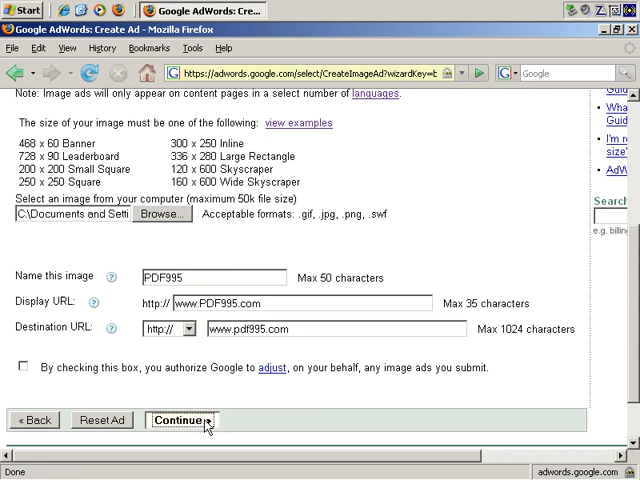 Start
Google AdWords: Cre...
Google AdWords: Create Ad - Mozilla Firefox
File Edit View History Bookmarks Tools Help
https://adwords.google.com/select/CreateImageAd?wizardKey=t
Google
Note: Image ads will only appear on content pages in a select number of languages.
The size of your image must be one of the following: view examples
468 x 60 Banner 300 x 250 Inline
728 x 90 Leaderboard 336 x 280 Large Rectangle
200 x 200 Small Square 120 x 600 Skyscraper
250 x 250 Square 160 x 600 Wide Skyscraper
Select an image from your computer (maximum 50k file size)
C:\Documents and Setti Browse... Acceptable formats: .gif, .jpg, .png, .swf
Name this image ? PDF995 Max 50 characters
Display URL: ? http:// www.PDF995.com Max 35 characters
Destination URL: ? http:// www.pdf995.com Max 1024 characters
By checking this box, you authorize Google to adjust, on your behalf, any image ads you submit.
« Back Reset Ad Continue »
Guid
• Wha
Guid
• I'm r
size'
• AdW
Search
e.g. billing
Done adwords.google.com